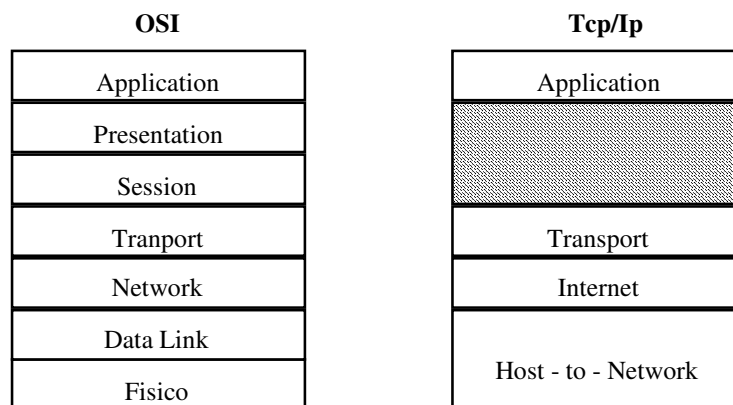 OSI
Application
Presentation
Session
Tranport
Network
Data Link
Fisico
Tcp/Ip
Application
Transport
Internet
Host - to - Network